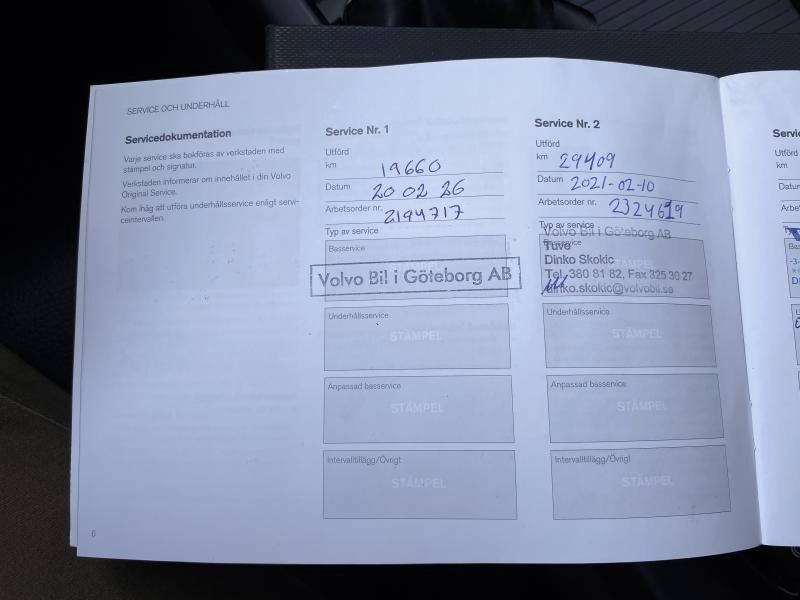 SERVICE OCH UNDERHÅLL
Servicedokumentation
Varje service ska bokföras av verkstaden med
stämpel och signatur.
Verkstaden informerar om innehållet i din Volvo
Original Service.
Kom ihåg att utföra underhållsservice enligt servi-
ceintervallen.
6
Service Nr. 1
Utförd
km 19660
Datum 20 02 26
Arbetsorder nr. 2194717
Typ av service
Basservice
Volvo Bil i Göteborg AB
Underhållsservice
STÄMPEL
Anpassad basservice
STÄMPEL
Intervalltillägg/Övrigt
STÄMPEL
Service Nr. 2
Utförd
km 29409
Datum 2021-02-10
Arbetsorder nr. 2324619
Typ av service
Volvo Bil i Göteborg AB
Basservice
Tuve
Dinko Skokic
Tel 380 81 82, Fax 325 30 27
dinko.skokic@volvobil.se
Underhållsservice
STÄMPEL
Anpassad basservice
STÄMPEL
Intervalltillägg/Övrigt
STÄMPEL
Utförd
km